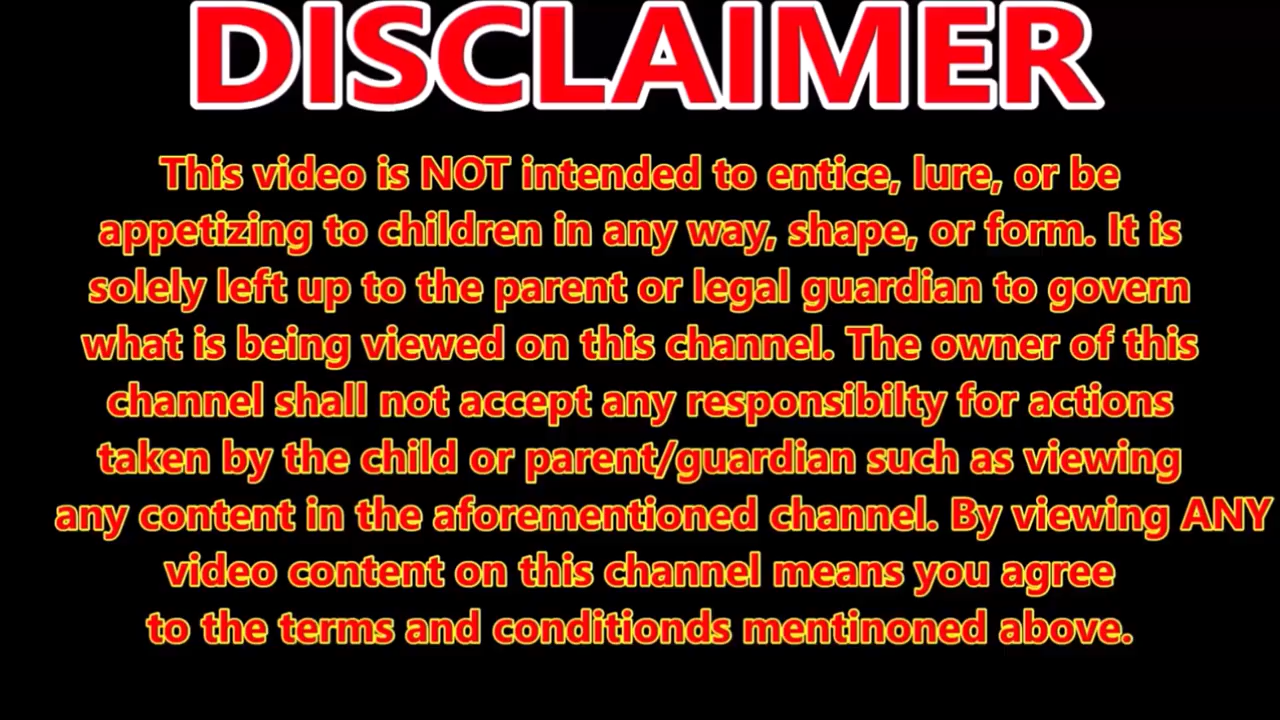 DISCLAIMER
This video is NOT intended to entice, lure, or be
appetizing to children in any way, shape, or form. It is
solely left up to the parent or legal guardian to govern
what is being viewed on this channel. The owner of this
channel shall not accept any responsibilty for actions
taken by the child or parent/guardian such as viewing
any content in the aforementioned channel. By viewing ANY
video content on this channel means you agree
to the terms and conditionds mentinoned above.